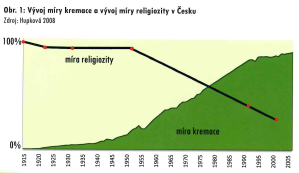 Obr. 1: Vývoj míry kremace a vývoj míry religiozity v Česku
Zdroj: Hupková 2008
100%
míra religiozity
míra kremace
0%
1915 1920 1925 1930 1935 1940 1945 1950 1955 1960 1965 1970 1975 1980 1985 1990 1995 2000 2005